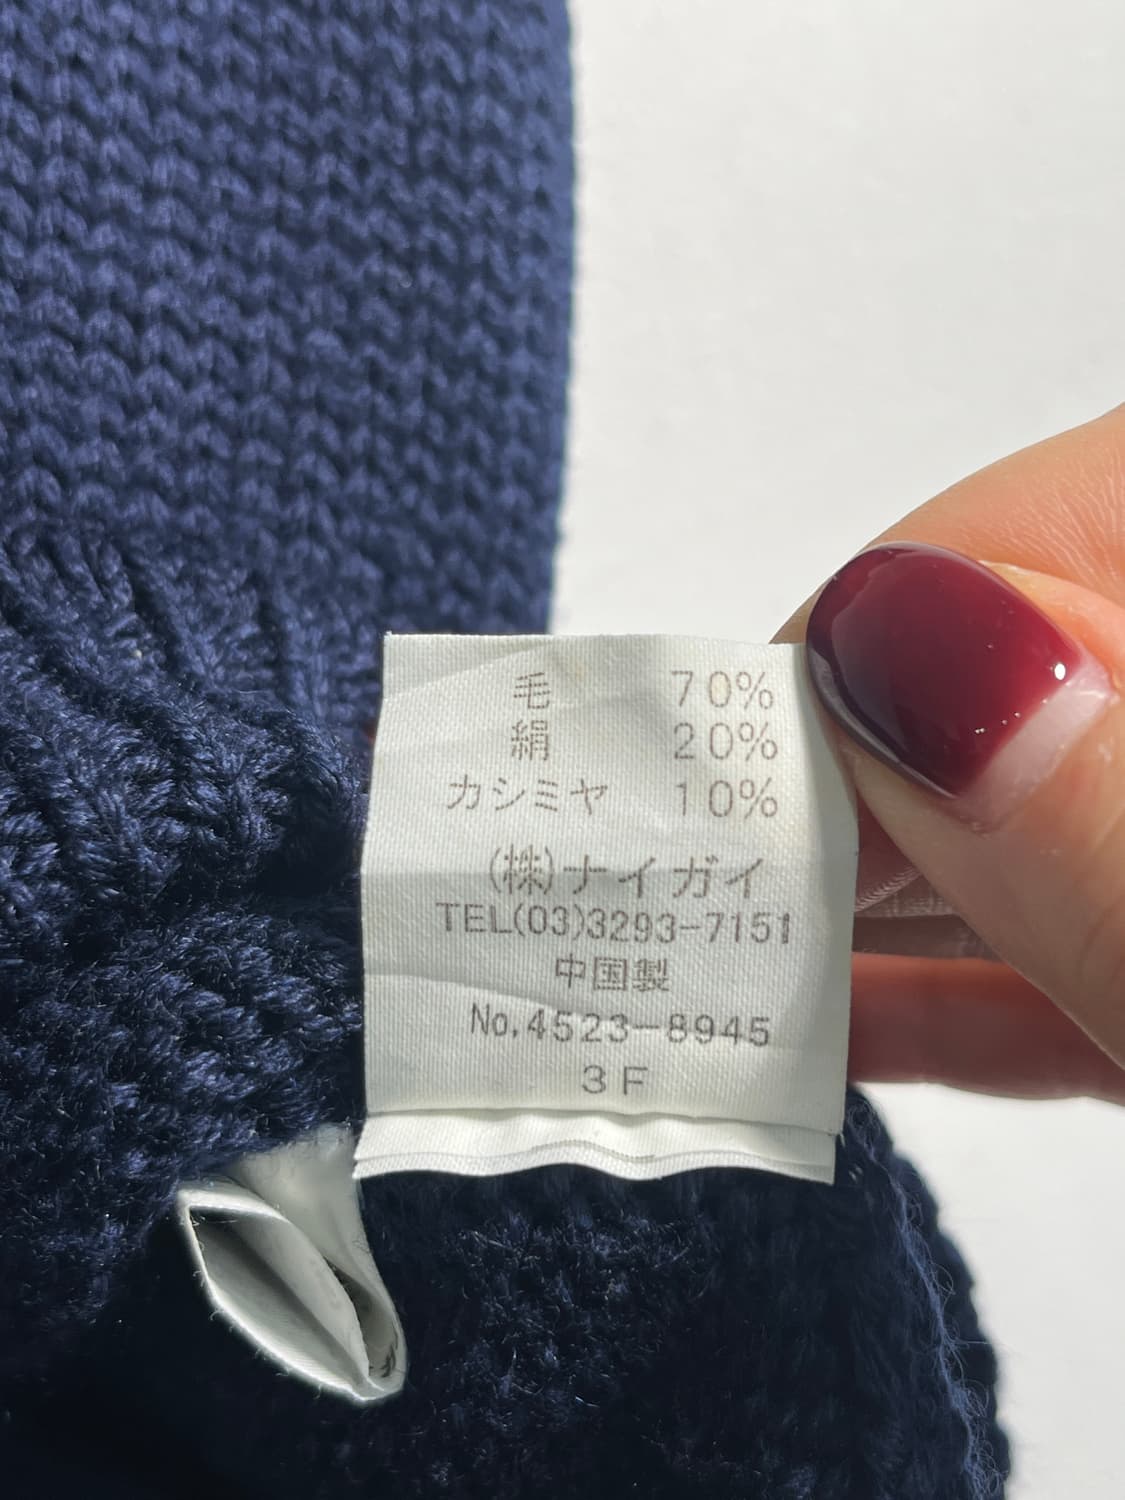 毛 70%
絹 20%
カシミヤ 10%
(株)ナイガイ
TEL(03)3293-7151
中国製
No.4523-8945
3F